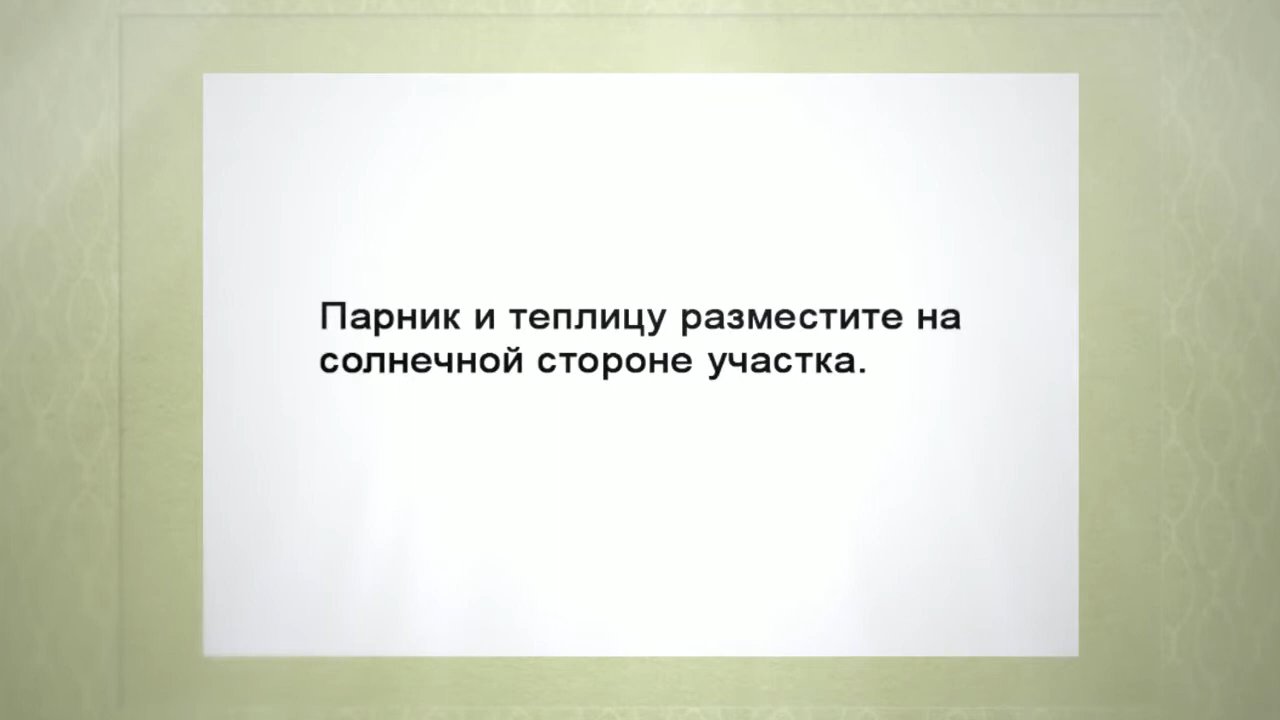 Парник и теплицу разместите на
солнечной стороне участка.